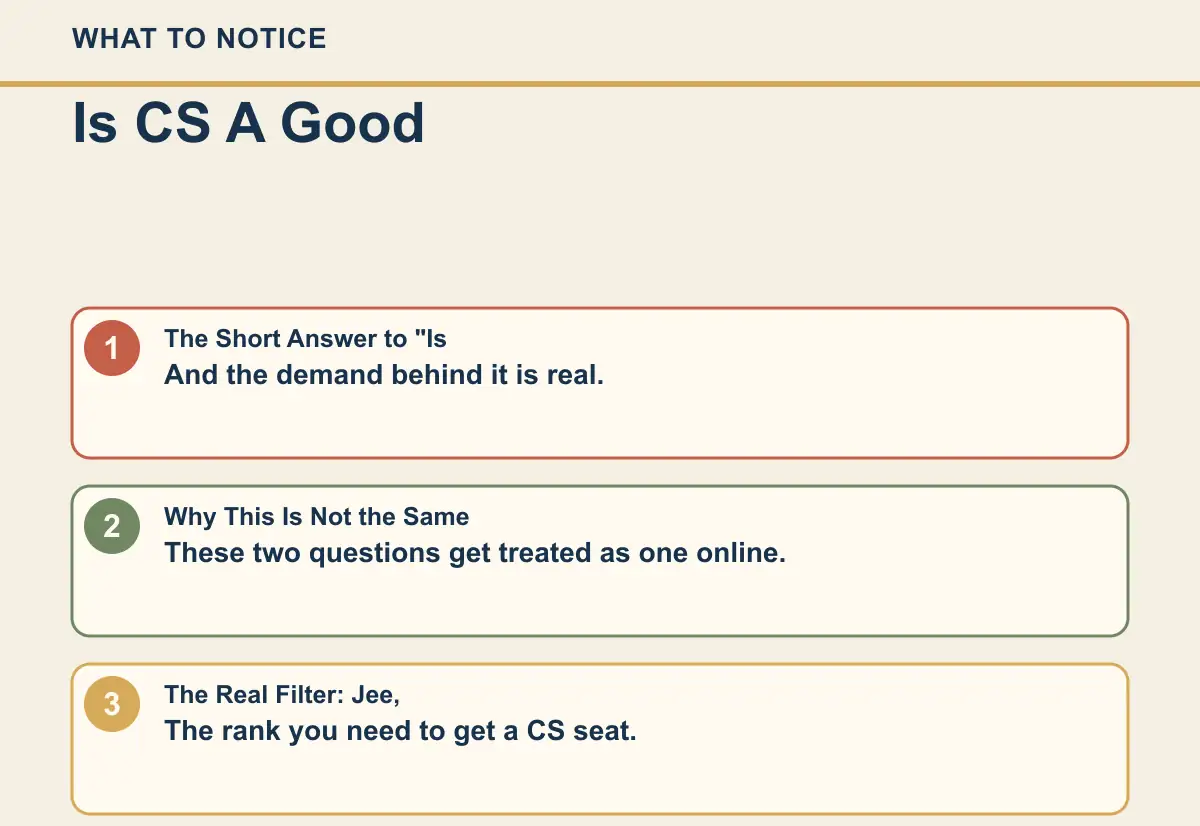 WHAT TO NOTICE
Is CS A Good
1
The Short Answer to "Is
And the demand behind it is real.
2
Why This Is Not the Same
These two questions get treated as one online.
3
The Real Filter: Jee,
The rank you need to get a CS seat.